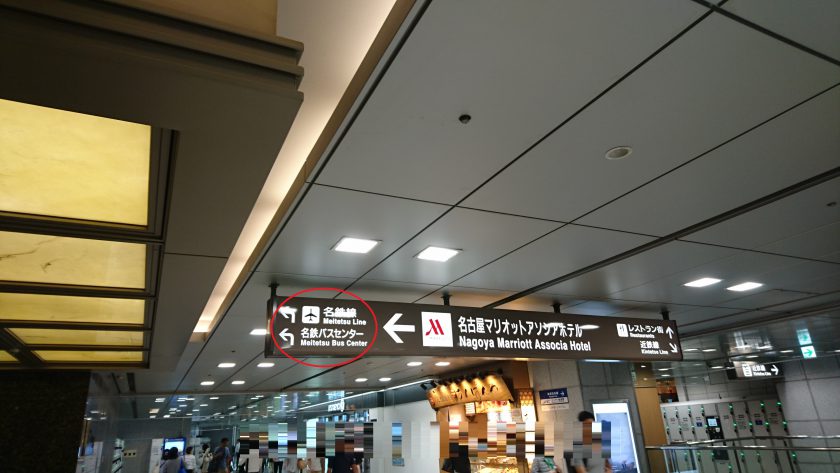 名鉄線
Meitetsu Line
名鉄バスセンター
Meitetsu Bus Center
名古屋マリオットアソシアホテル
Nagoya Marriott Associa Hotel
レストラン街
Restaurants
近鉄線
Kintetsu Line
近鉄線